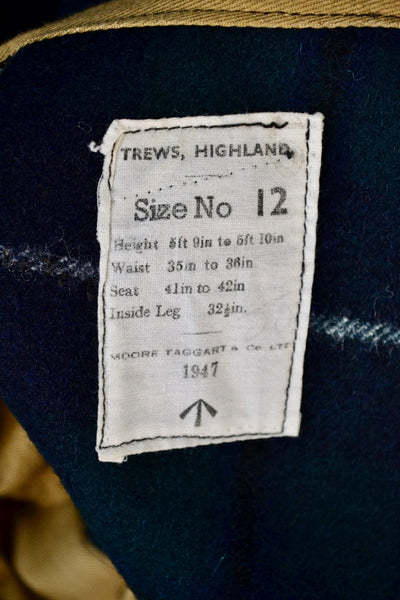 TREWS, HIGHLAND
Size No 12
Height 5ft 9in to 5ft 10in
Waist 35in to 36in
Seat 41in to 42in
Inside Leg 32½in.
MOORE TAGGART & Co LTD
1947